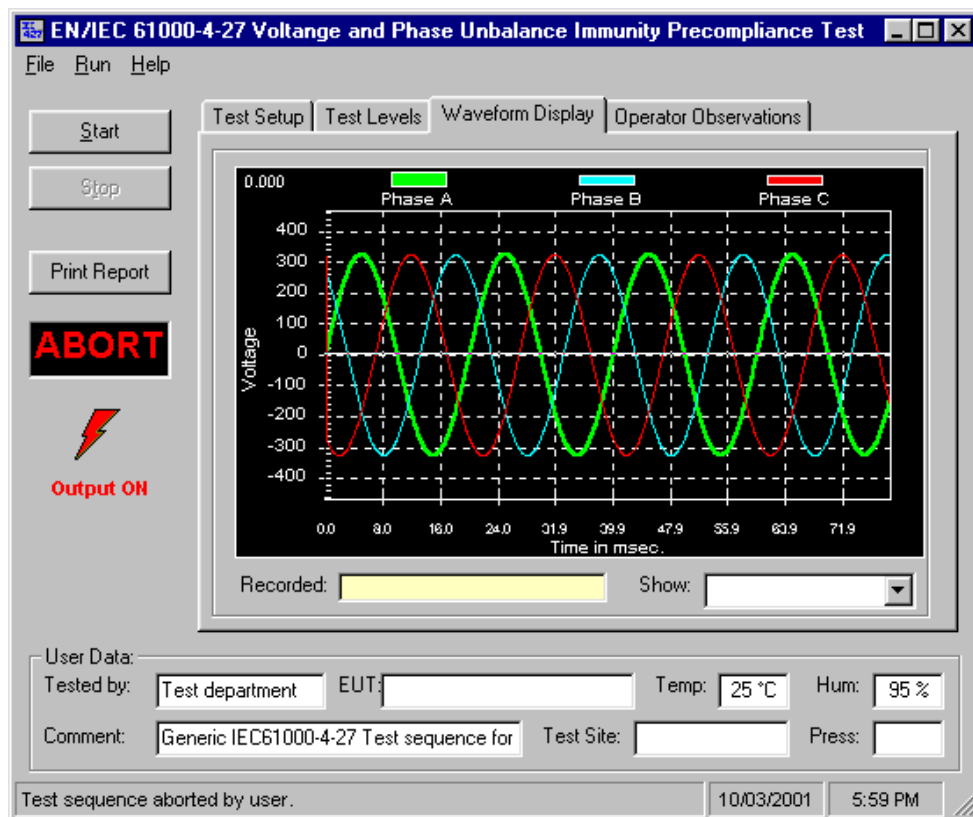 EN/IEC 61000-4-27 Voltange and Phase Unbalance Immunity Precompliance Test
File Run Help
Start
Stop
Print Report
ABORT
Output ON
Test Setup Test Levels Waveform Display Operator Observations
0.000
Phase A Phase B Phase C
Voltage
400
300
200
100
0
-100
-200
-300
-400
0.0 8.0 16.0 24.0 31.9 39.9 47.9 55.9 63.9 71.9
Time in msec.
Recorded: Show:
User Data:
Tested by: Test department EUT: Temp: 25 °C Hum: 95 %
Comment: Generic IEC61000-4-27 Test sequence for Test Site: Press:
Test sequence aborted by user. 10/03/2001 5:59 PM